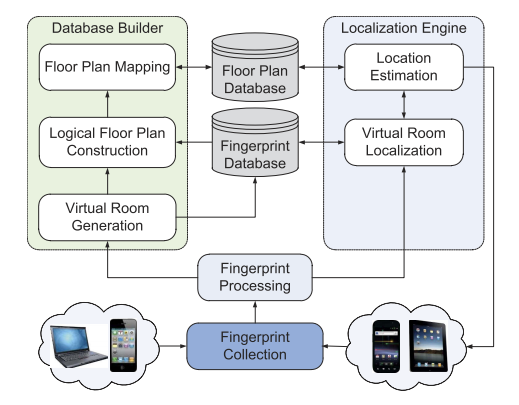 Database Builder
Localization Engine
Floor Plan Mapping
Floor Plan
Database
Location
Estimation
Logical Floor Plan
Construction
Fingerprint
Database
Virtual Room
Localization
Virtual Room
Generation
Fingerprint
Processing
Fingerprint
Collection